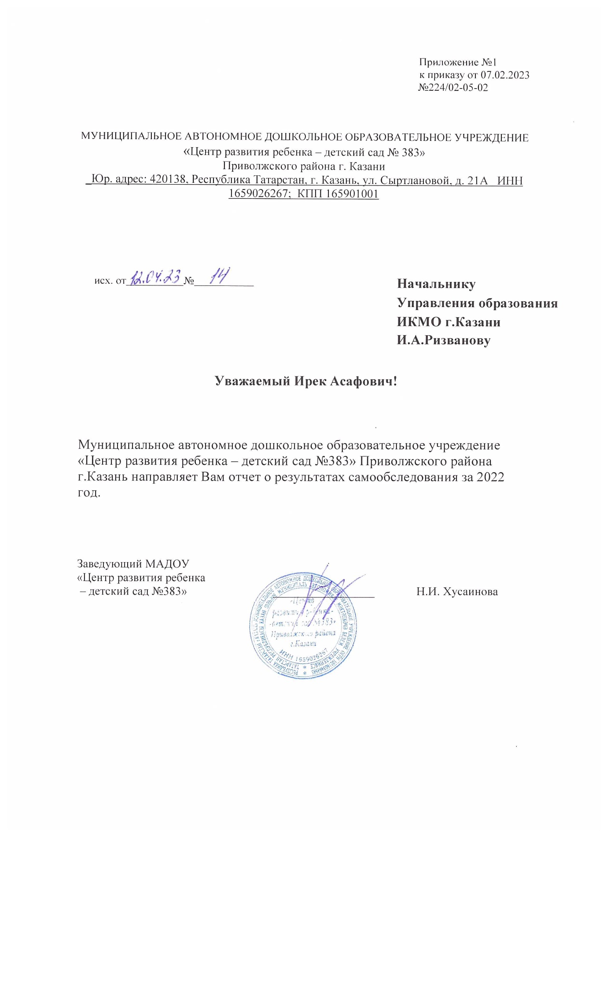 Приложение №1
к приказу от 07.02.2023
№224/02-05-02
МУНИЦИПАЛЬНОЕ АВТОНОМНОЕ ДОШКОЛЬНОЕ ОБРАЗОВАТЕЛЬНОЕ УЧРЕЖДЕНИЕ
«Центр развития ребенка – детский сад № 383»
Приволжского района г. Казани
Юр. адрес: 420138, Республика Татарстан, г. Казань, ул. Сыртлановой, д. 21А ИНН
1659026267; КПП 165901001
исх. от 12.04.23 № 14
Начальнику
Управления образования
ИКМО г.Казани
И.А.Ризванову
Уважаемый Ирек Асафович!
Муниципальное автономное дошкольное образовательное учреждение
«Центр развития ребенка – детский сад №383» Приволжского района
г.Казань направляет Вам отчет о результатах самообследования за 2022
год.
Заведующий МАДОУ
«Центр развития ребенка
– детский сад №383»
Н.И. Хусаинова
«Центр
развития ребенка-
-детский сад №383»
Приволжского района
г.Казани
ИНН 1659026267